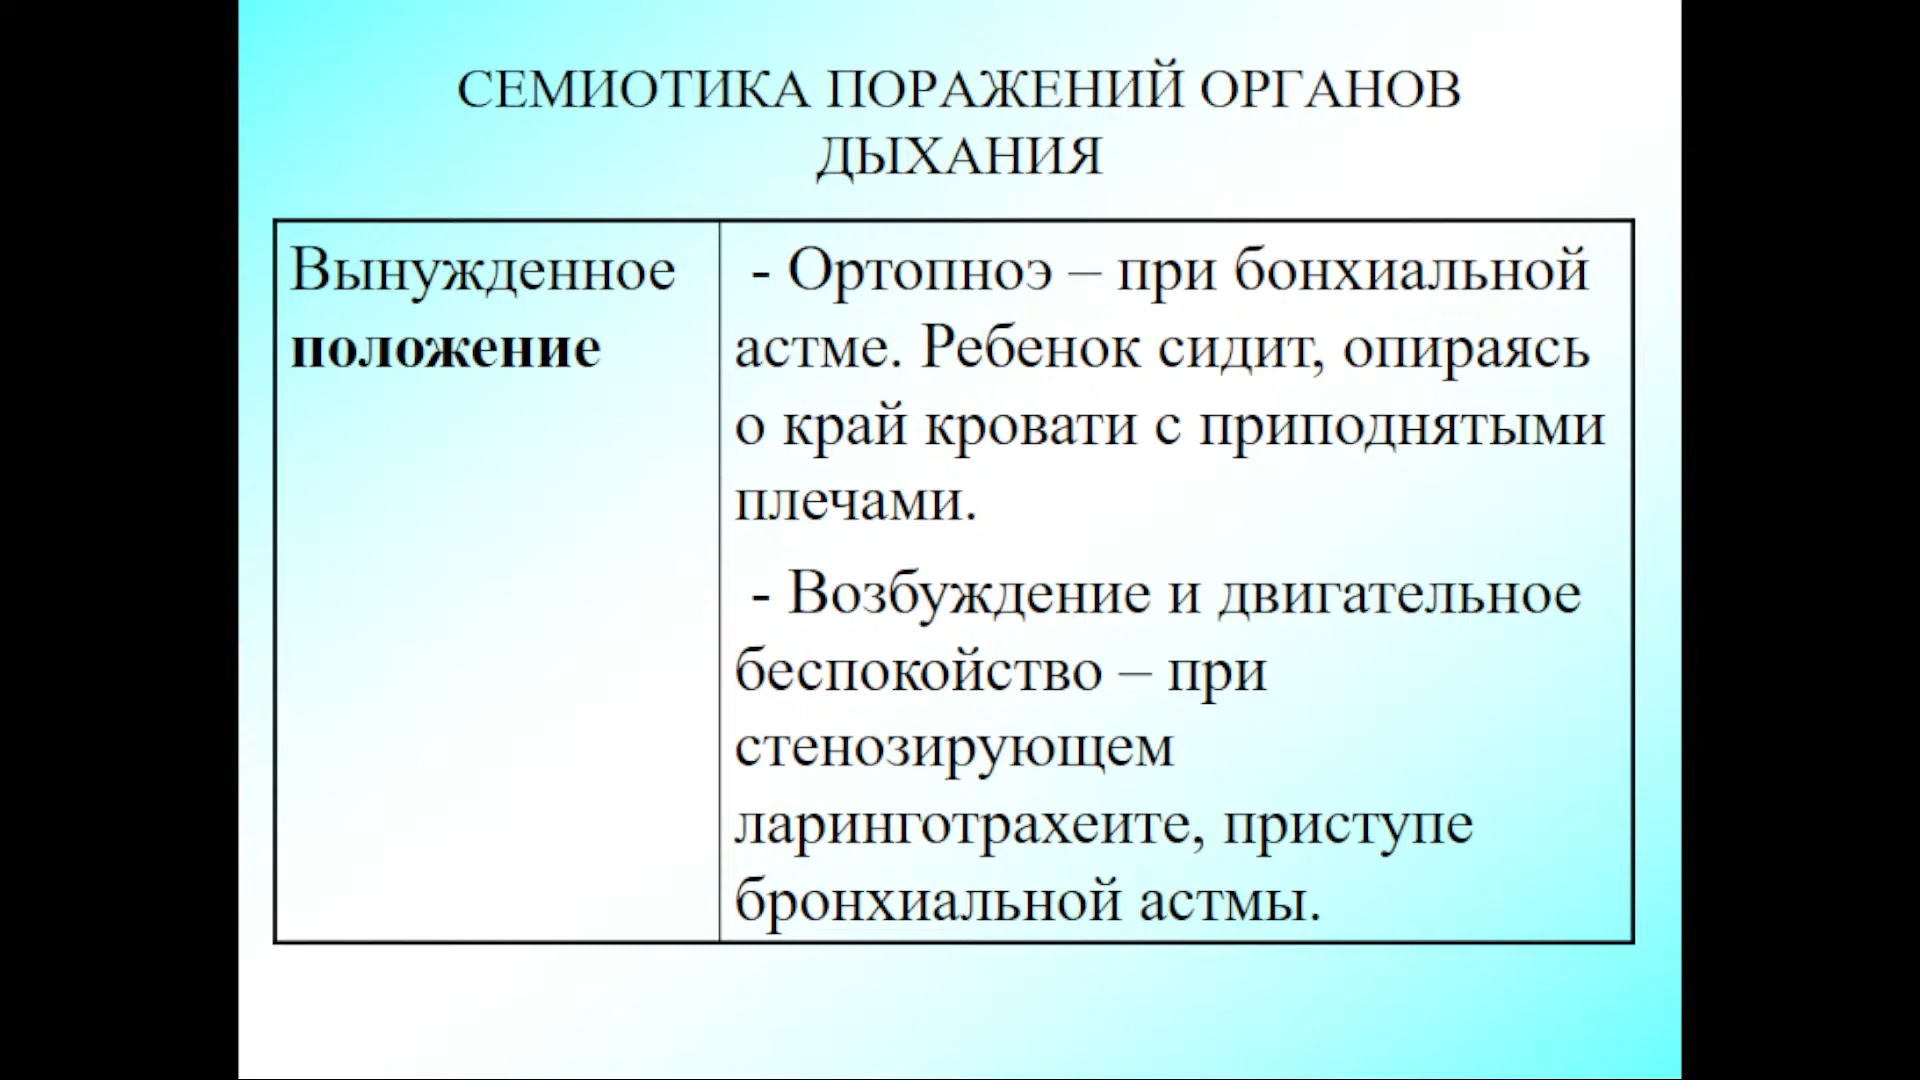 СЕМИОТИКА ПОРАЖЕНИЙ ОРГАНОВ
ДЫХАНИЯ
Вынужденное
положение
- Ортопноэ – при бонхиальной
астме. Ребенок сидит, опираясь
о край кровати с приподнятыми
плечами.
- Возбуждение и двигательное
беспокойство – при
стенозирующем
ларинготрахеите, приступе
бронхиальной астмы.